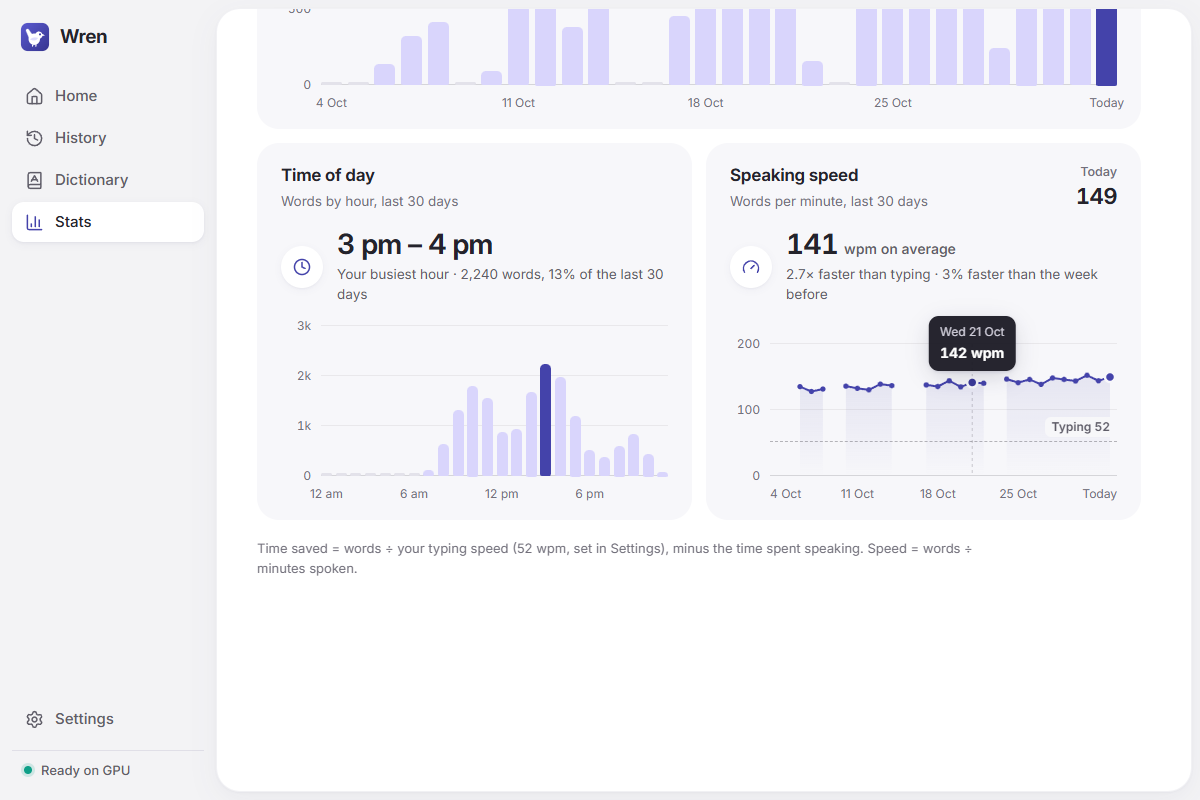 Wren
Home
History
Dictionary
Stats
Settings
Ready on GPU
0
4 Oct 11 Oct 18 Oct 25 Oct Today
Time of day
Words by hour, last 30 days
3 pm – 4 pm
Your busiest hour · 2,240 words, 13% of the last 30
days
3k
2k
1k
0
12 am 6 am 12 pm 6 pm
Speaking speed
Words per minute, last 30 days
Today
149
141 wpm on average
2.7× faster than typing · 3% faster than the week
before
Wed 21 Oct
142 wpm
200
100
Typing 52
0
4 Oct 11 Oct 18 Oct 25 Oct Today
Time saved = words ÷ your typing speed (52 wpm, set in Settings), minus the time spent speaking. Speed = words ÷
minutes spoken.